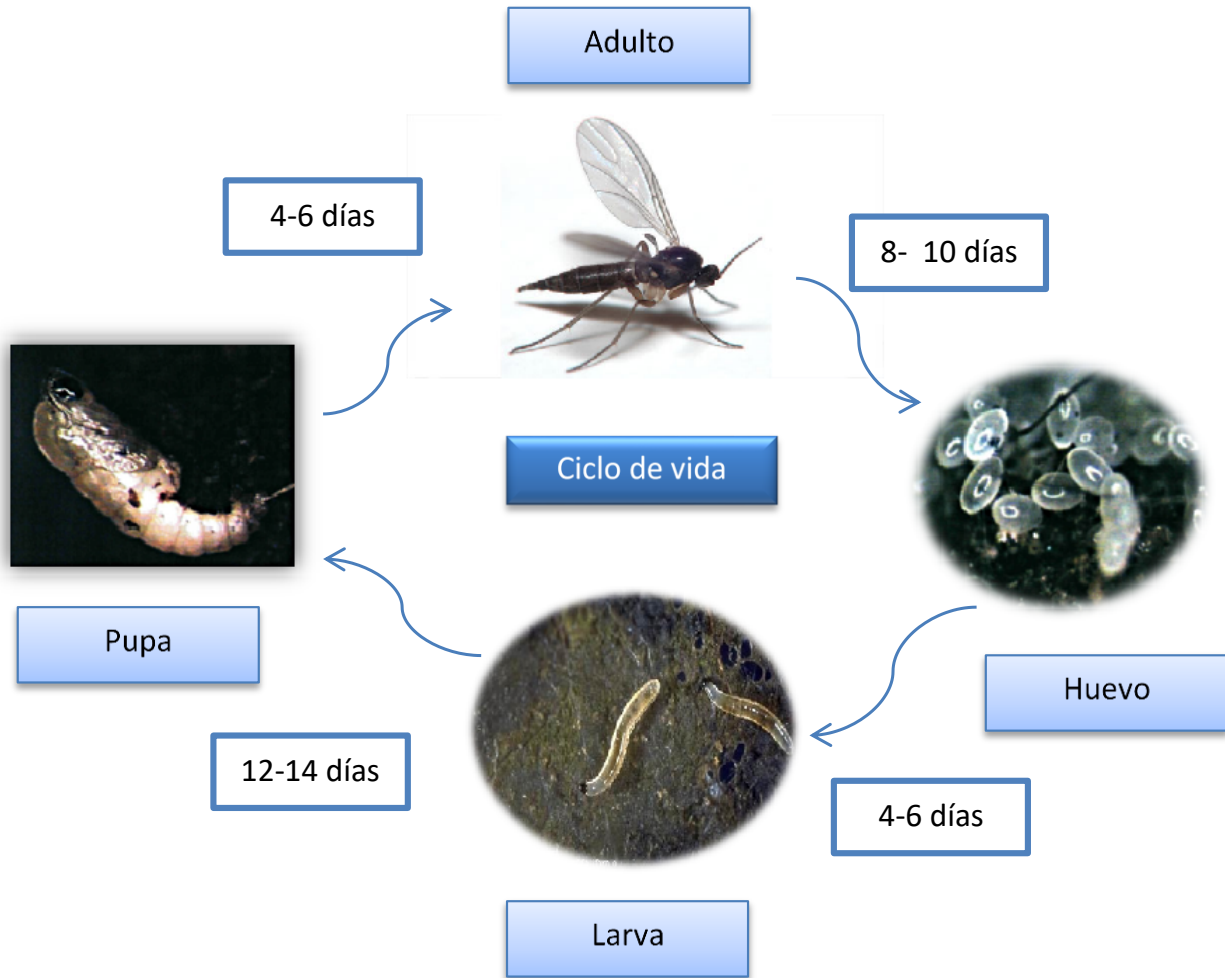 Adulto
4-6 días
8-  10 días
Ciclo de vida
Pupa
Huevo
12-14 días
4-6 días
Larva